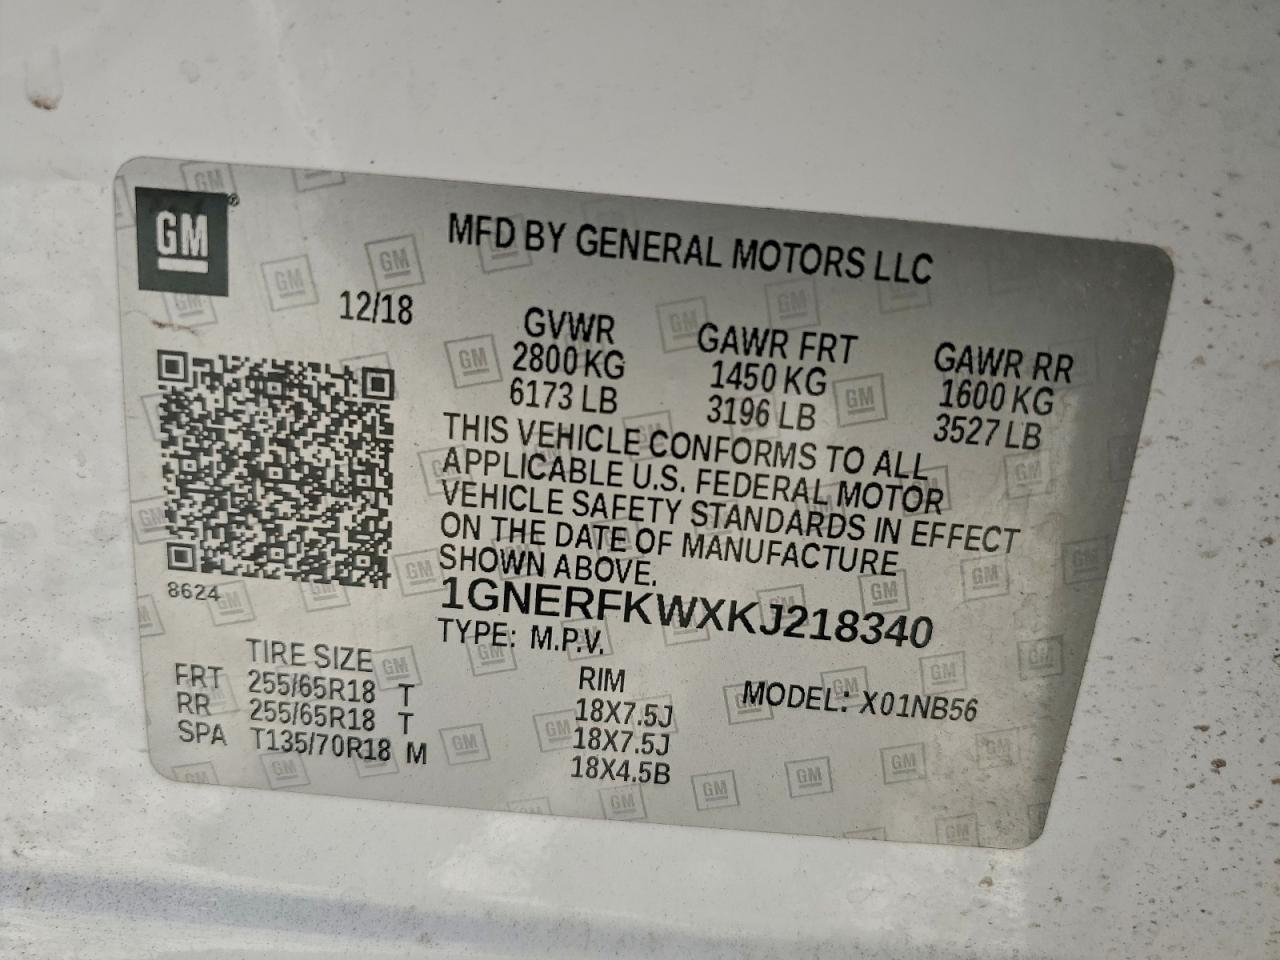 GM®
MFD BY GENERAL MOTORS LLC
12/18
GVWR GAWR FRT GAWR RR
2800 KG 1450 KG 1600 KG
6173 LB 3196 LB 3527 LB
THIS VEHICLE CONFORMS TO ALL
APPLICABLE U.S. FEDERAL MOTOR
VEHICLE SAFETY STANDARDS IN EFFECT
ON THE DATE OF MANUFACTURE
SHOWN ABOVE.
8624
1GNERFKWXKJ218340
TYPE: M.P.V.
MODEL: X01NB56
TIRE SIZE RIM
FRT 255/65R18 T 18X7.5J
RR 255/65R18 T 18X7.5J
SPA T135/70R18 M 18X4.5B